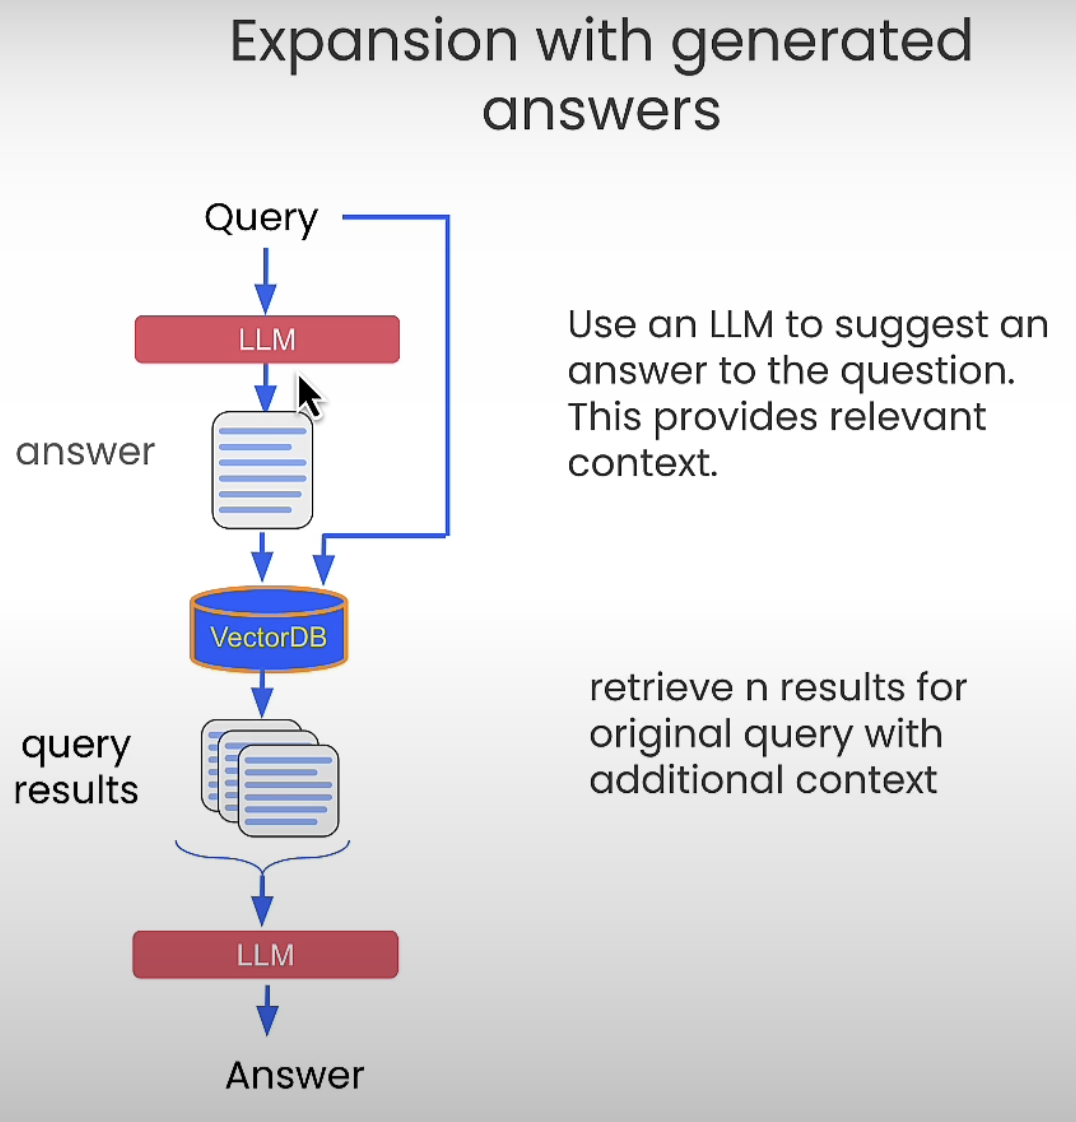 Expansion with generated
answers
Query
LLM
Use an LLM to suggest an
answer to the question.
This provides relevant
context.
answer
VectorDB
query
results
retrieve n results for
original query with
additional context
LLM
Answer